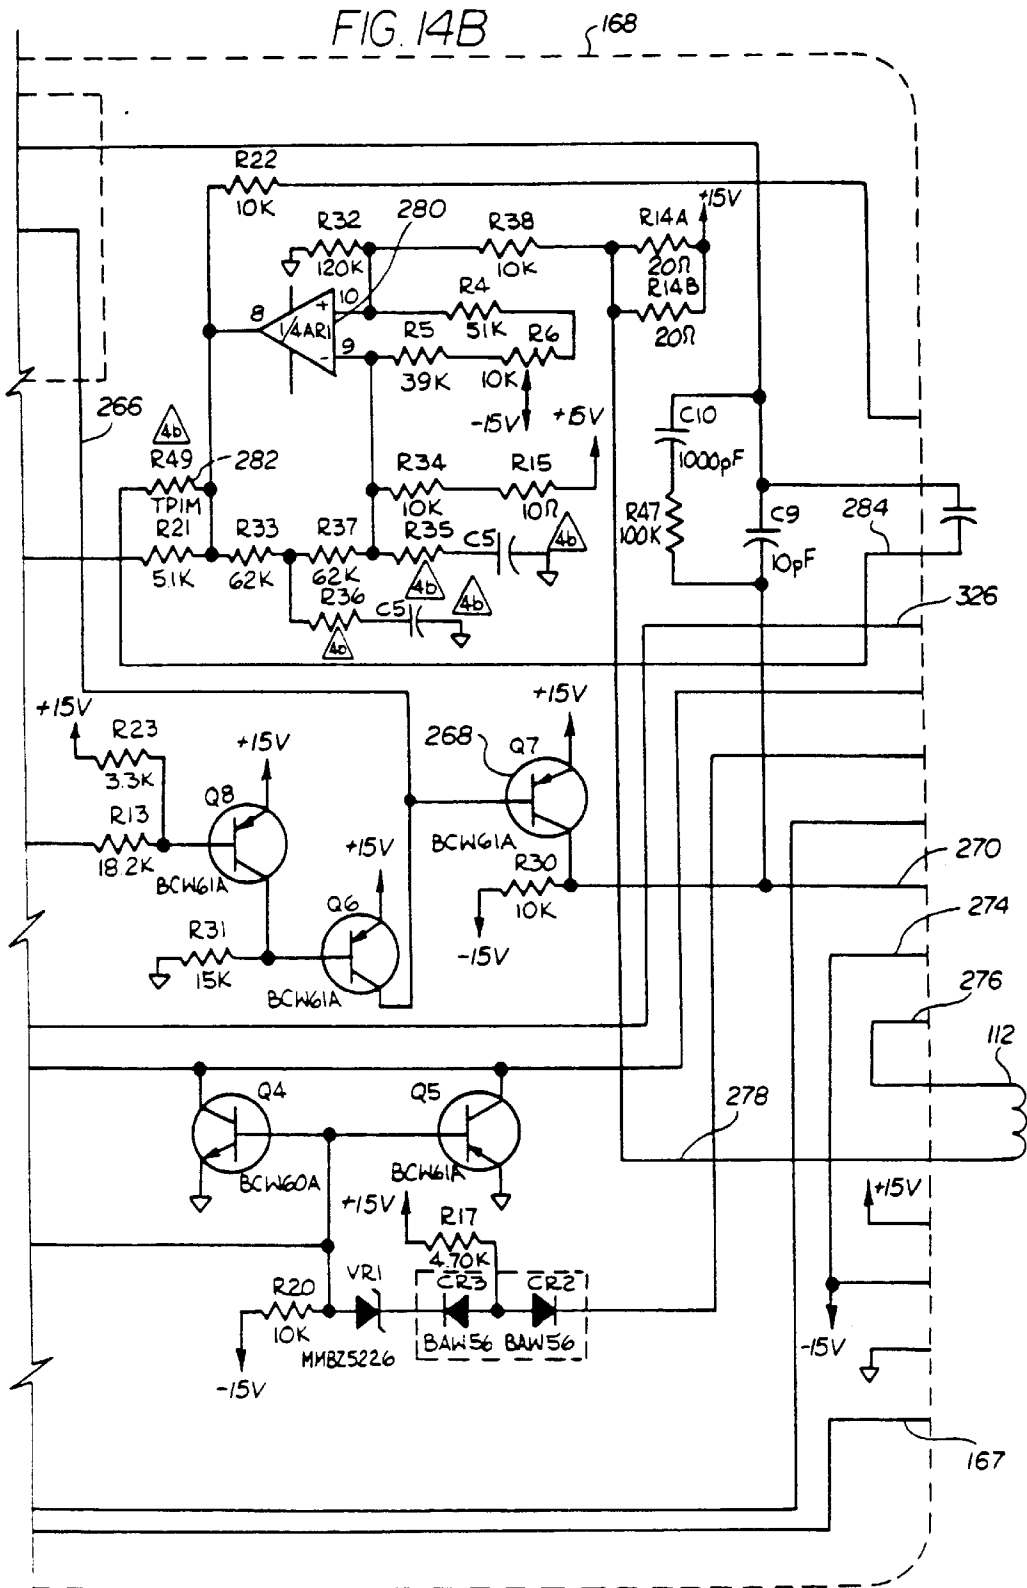 FIG. 14B
168
R22
10K
R32
120K
280
R38
10K
R14A
20Ω
+15V
R14B
20Ω
8
1/4AR1
+
10
-
9
R4
51K
R5
39K
R6
10K
-15V
+15V
266
4b
R49
282
TPIM
R34
10K
R15
10Ω
C10
1000pF
R47
100K
C9
10pF
284
R21
5.1K
R33
62K
R37
62K
R35
4b
C5
4b
4b
R36
4b
C5
326
+15V
R23
3.3K
R13
18.2K
Q8
+15V
BCW61A
268
Q7
+15V
BCW61A
+15V
Q6
BCW61A
R31
15K
R30
10K
-15V
270
274
276
112
278
Q4
BCW60A
Q5
BCW61A
+15V
R17
4.70K
+15V
R20
10K
-15V
VR1
MMBZ5226
CR3
BAW56
CR2
BAW56
-15V
167